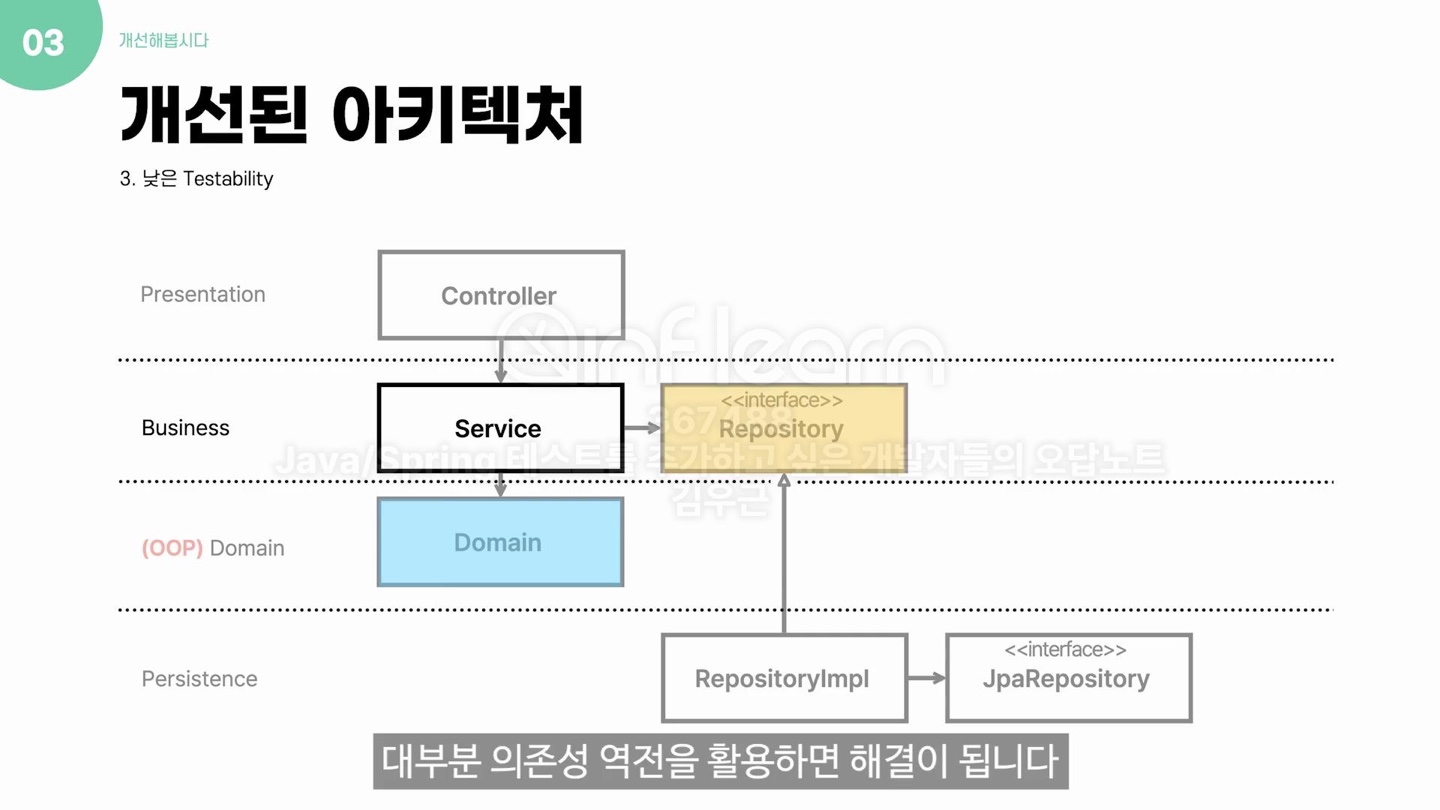 03
개선해봅시다
개선된 아키텍처
3. 낮은 Testability
Presentation
Controller
inflearn
Business
Service
<<interface>>
Repository
367488
Java/Spring 테스트를 추가하고 싶은 개발자들의 오답노트
김우근
(OOP) Domain
Domain
Persistence
RepositoryImpl
<<interface>>
JpaRepository
대부분 의존성 역전을 활용하면 해결이 됩니다